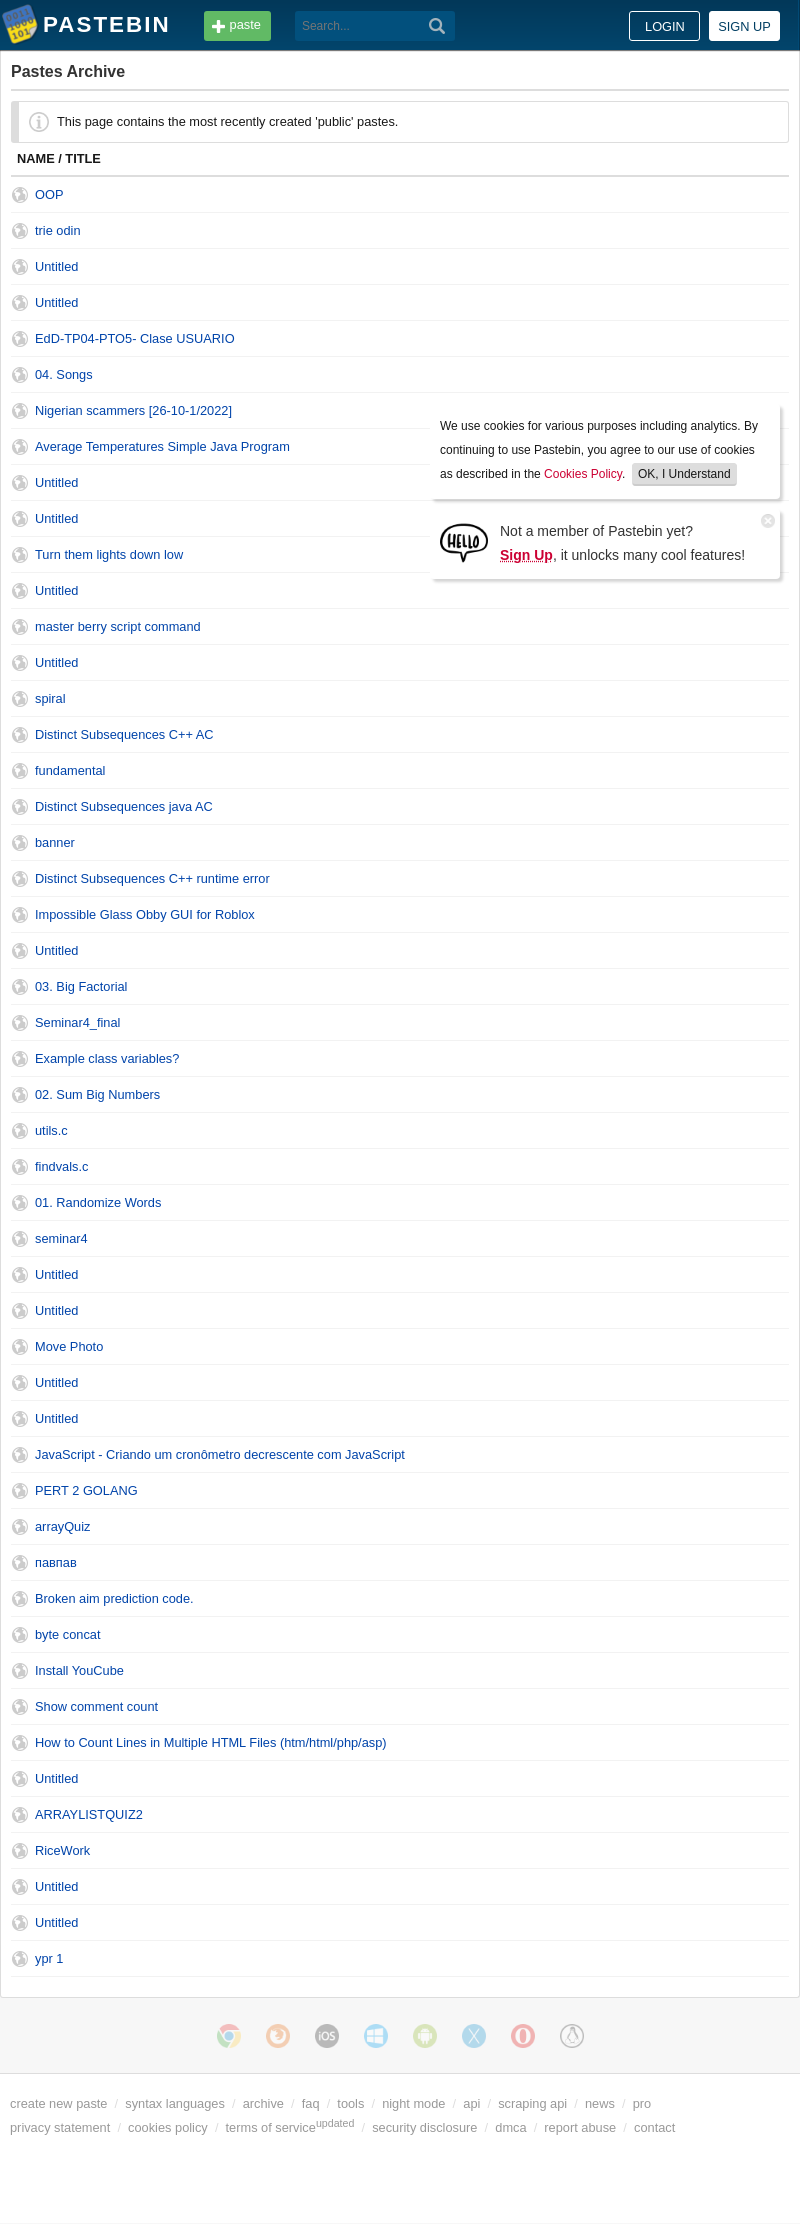 PASTEBIN
paste
Search...
LOGIN
SIGN UP
Pastes Archive
This page contains the most recently created 'public' pastes.
NAME / TITLE
OOP
trie odin
Untitled
Untitled
EdD-TP04-PTO5- Clase USUARIO
04. Songs
Nigerian scammers [26-10-1/2022]
Average Temperatures Simple Java Program
Untitled
Untitled
Turn them lights down low
Untitled
We use cookies for various purposes including analytics. By
continuing to use Pastebin, you agree to our use of cookies
as described in the Cookies Policy. OK, I Understand
HELLO
Not a member of Pastebin yet?
Sign Up, it unlocks many cool features!
master berry script command
Untitled
spiral
Distinct Subsequences C++ AC
fundamental
Distinct Subsequences java AC
banner
Distinct Subsequences C++ runtime error
Impossible Glass Obby GUI for Roblox
Untitled
03. Big Factorial
Seminar4_final
Example class variables?
02. Sum Big Numbers
utils.c
findvals.c
01. Randomize Words
seminar4
Untitled
Untitled
Move Photo
Untitled
Untitled
JavaScript - Criando um cronômetro decrescente com JavaScript
PERT 2 GOLANG
arrayQuiz
павпав
Broken aim prediction code.
byte concat
Install YouCube
Show comment count
How to Count Lines in Multiple HTML Files (htm/html/php/asp)
Untitled
ARRAYLISTQUIZ2
RiceWork
Untitled
Untitled
ypr 1
iOS
create new paste / syntax languages / archive / faq / tools / night mode / api / scraping api / news / pro
privacy statement / cookies policy / terms of service updated / security disclosure / dmca / report abuse / contact